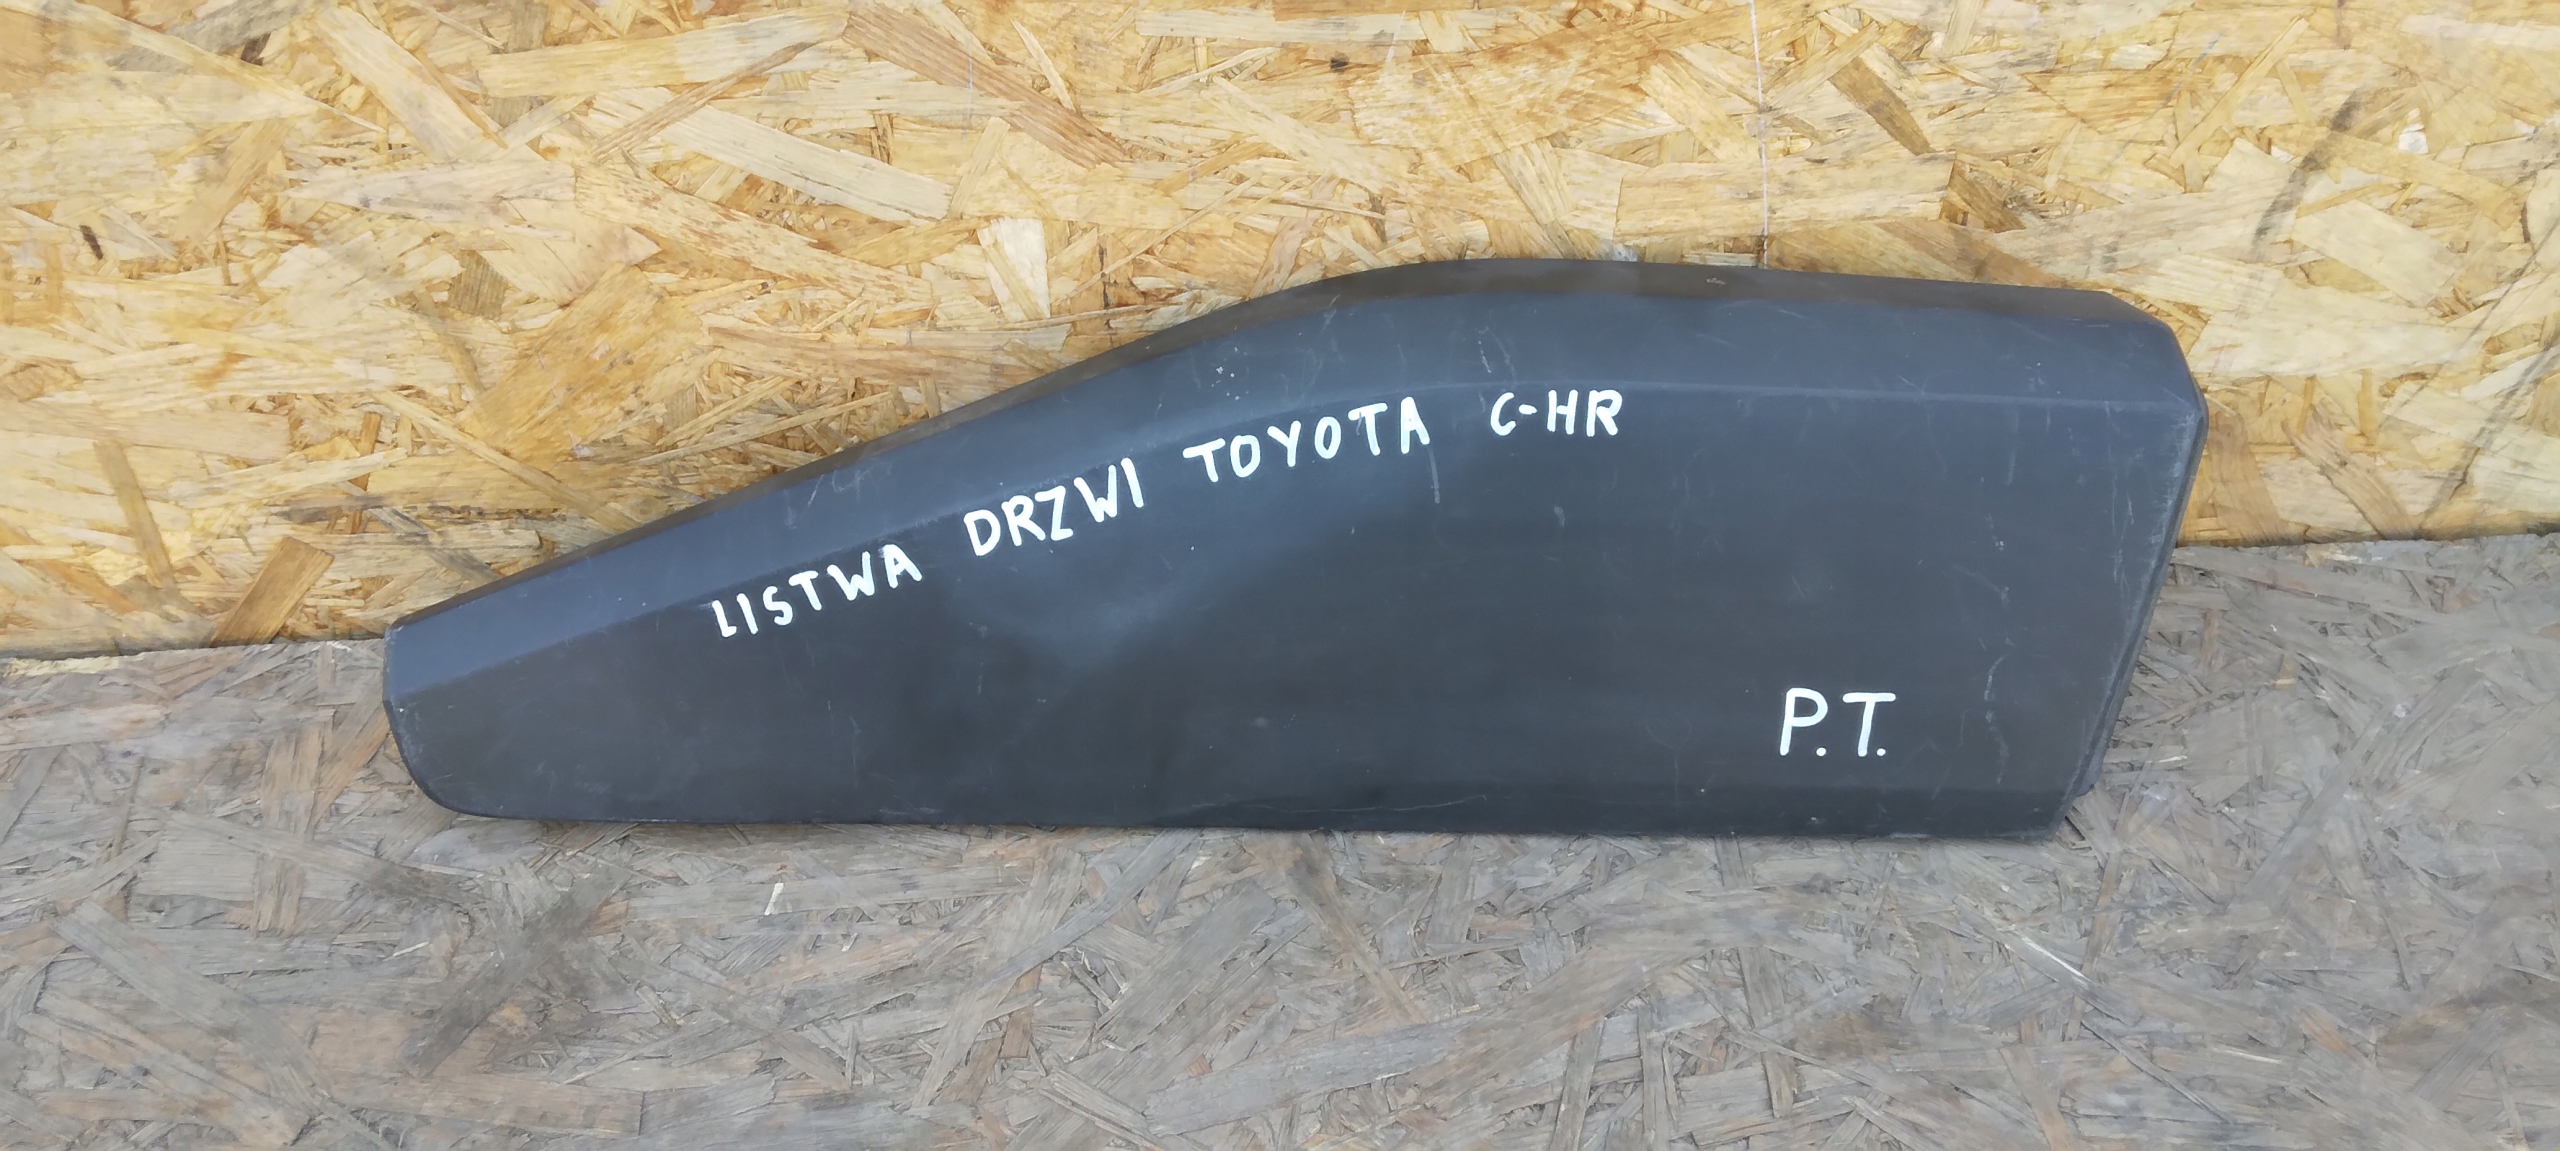 LISTWA DRZWI TOYOTA C-HR
P.T.